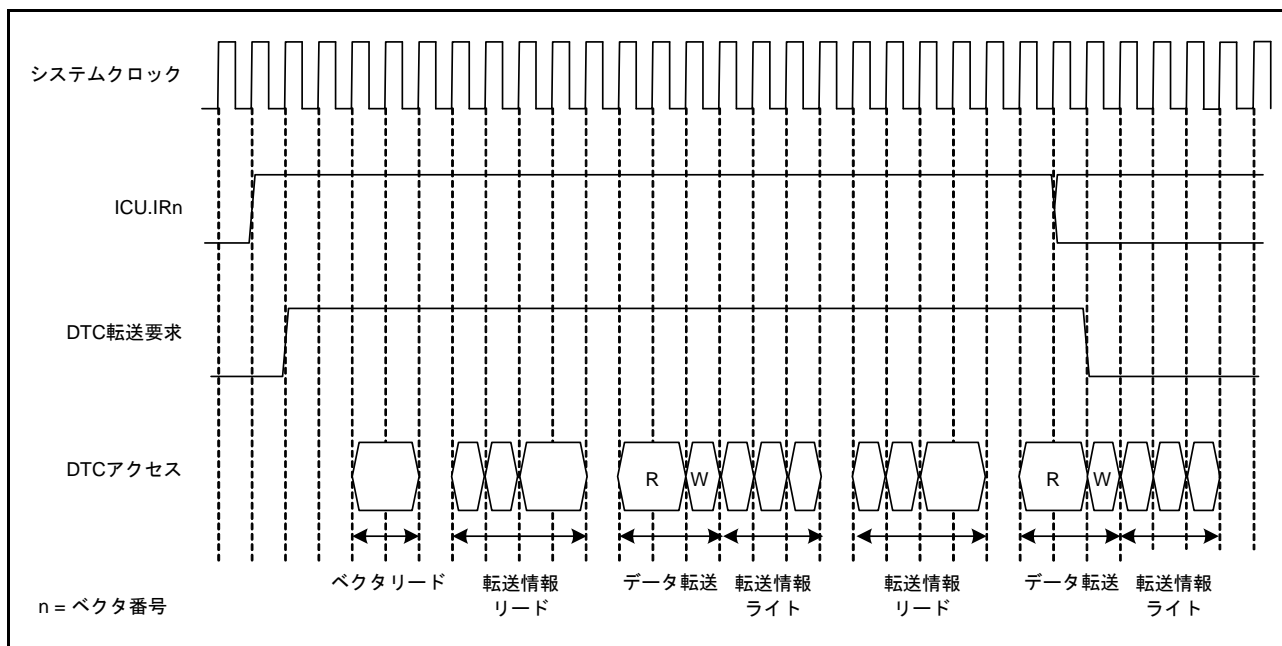 システムクロック
ICU.IRn
DTC転送要求
DTCアクセス
R
W
R
W
ベクタリード
転送情報
リード
データ転送
転送情報
ライト
転送情報
リード
データ転送
転送情報
ライト
n = ベクタ番号